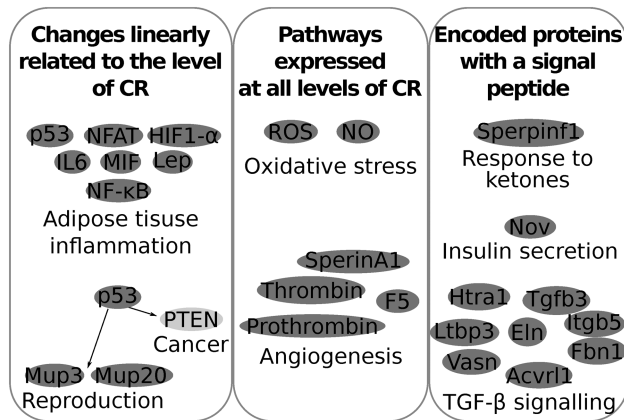 Changes linearly
related to the level
of CR
p53 NFAT HIF1-α
IL6 MIF Lep
NF-κB
Adipose tisuse
inflammation
p53
PTEN
Cancer
Mup3 Mup20
Reproduction
Pathways
expressed
at all levels of CR
ROS NO
Oxidative stress
SperinA1
Thrombin
F5
Prothrombin
Angiogenesis
Encoded proteins'
with a signal
peptide
Sperpinf1
Response to
ketones
Nov
Insulin secretion
Htra1 Tgfb3
Ltbp3 Eln Itgb5
Vasn Fbn1
Acvrl1
TGF-β signalling